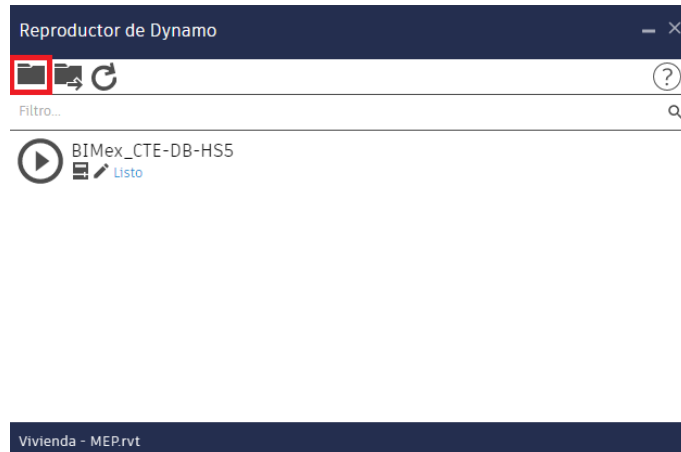 Reproductor de Dynamo
Filtro...
BIMex_CTE-DB-HS5
Listo
Vivienda - MEP.rvt